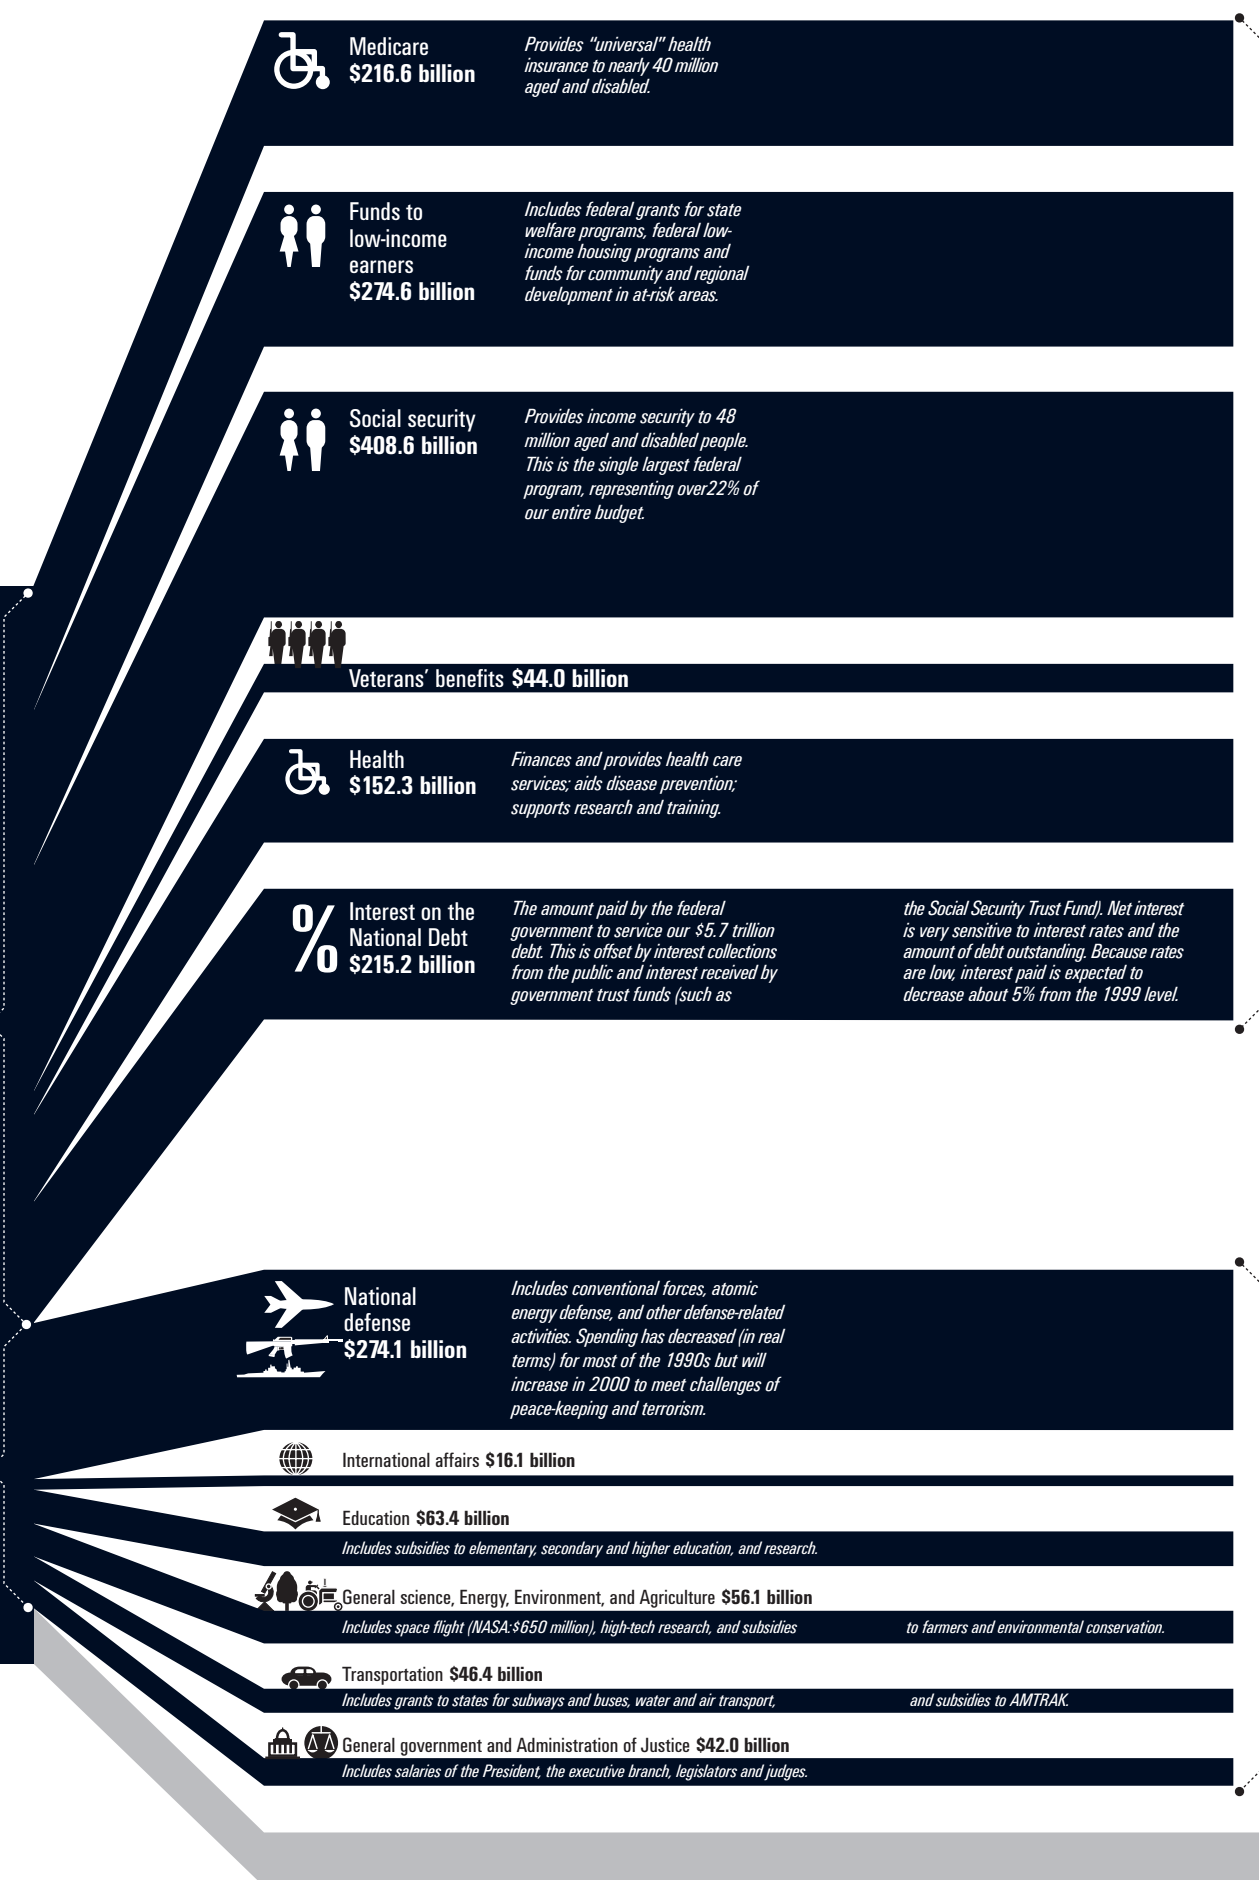 Medicare
$216.6 billion
Provides “universal” health
insurance to nearly 40 million
aged and disabled.
Funds to
low-income
earners
$274.6 billion
Includes federal grants for state
welfare programs, federal low-
income housing programs and
funds for community and regional
development in at-risk areas.
Social security
$408.6 billion
Provides income security to 48
million aged and disabled people.
This is the single largest federal
program, representing over22% of
our entire budget.
Veterans’ benefits $44.0 billion
Health
$152.3 billion
Finances and provides health care
services; aids disease prevention;
supports research and training.
%
Interest on the
National Debt
$215.2 billion
The amount paid by the federal
government to service our $5.7 trillion
debt. This is offset by interest collections
from the public and interest received by
government trust funds (such as
the Social Security Trust Fund). Net interest
is very sensitive to interest rates and the
amount of debt outstanding. Because rates
are low, interest paid is expected to
decrease about 5% from the 1999 level.
National
defense
$274.1 billion
Includes conventional forces, atomic
energy defense, and other defense-related
activities. Spending has decreased (in real
terms) for most of the 1990s but will
increase in 2000 to meet challenges of
peace-keeping and terrorism.
International affairs $16.1 billion
Education $63.4 billion
Includes subsidies to elementary, secondary and higher education, and research.
General science, Energy, Environment, and Agriculture $56.1 billion
Includes space flight (NASA:$650 million), high-tech research, and subsidies to farmers and environmental conservation.
Transportation $46.4 billion
Includes grants to states for subways and buses, water and air transport, and subsidies to AMTRAK.
General government and Administration of Justice $42.0 billion
Includes salaries of the President, the executive branch, legislators and judges.